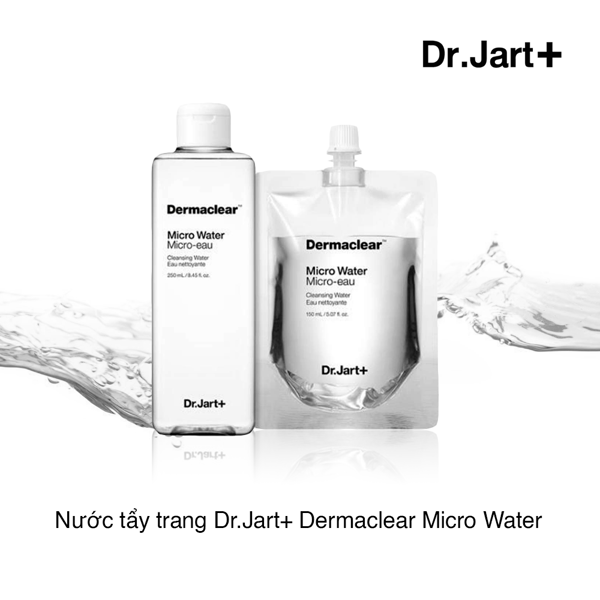 Dr.Jart+
Dermaclear™
Micro Water
Micro-eau
Cleansing Water
Eau nettoyante
250 mL / 8.45 fl. oz.
Dr.Jart+
Dermaclear™
Micro Water
Micro-eau
Cleansing Water
Eau nettoyante
150 mL / 5.07 fl. oz.
Dr.Jart+
Nước tẩy trang Dr.Jart+ Dermaclear Micro Water